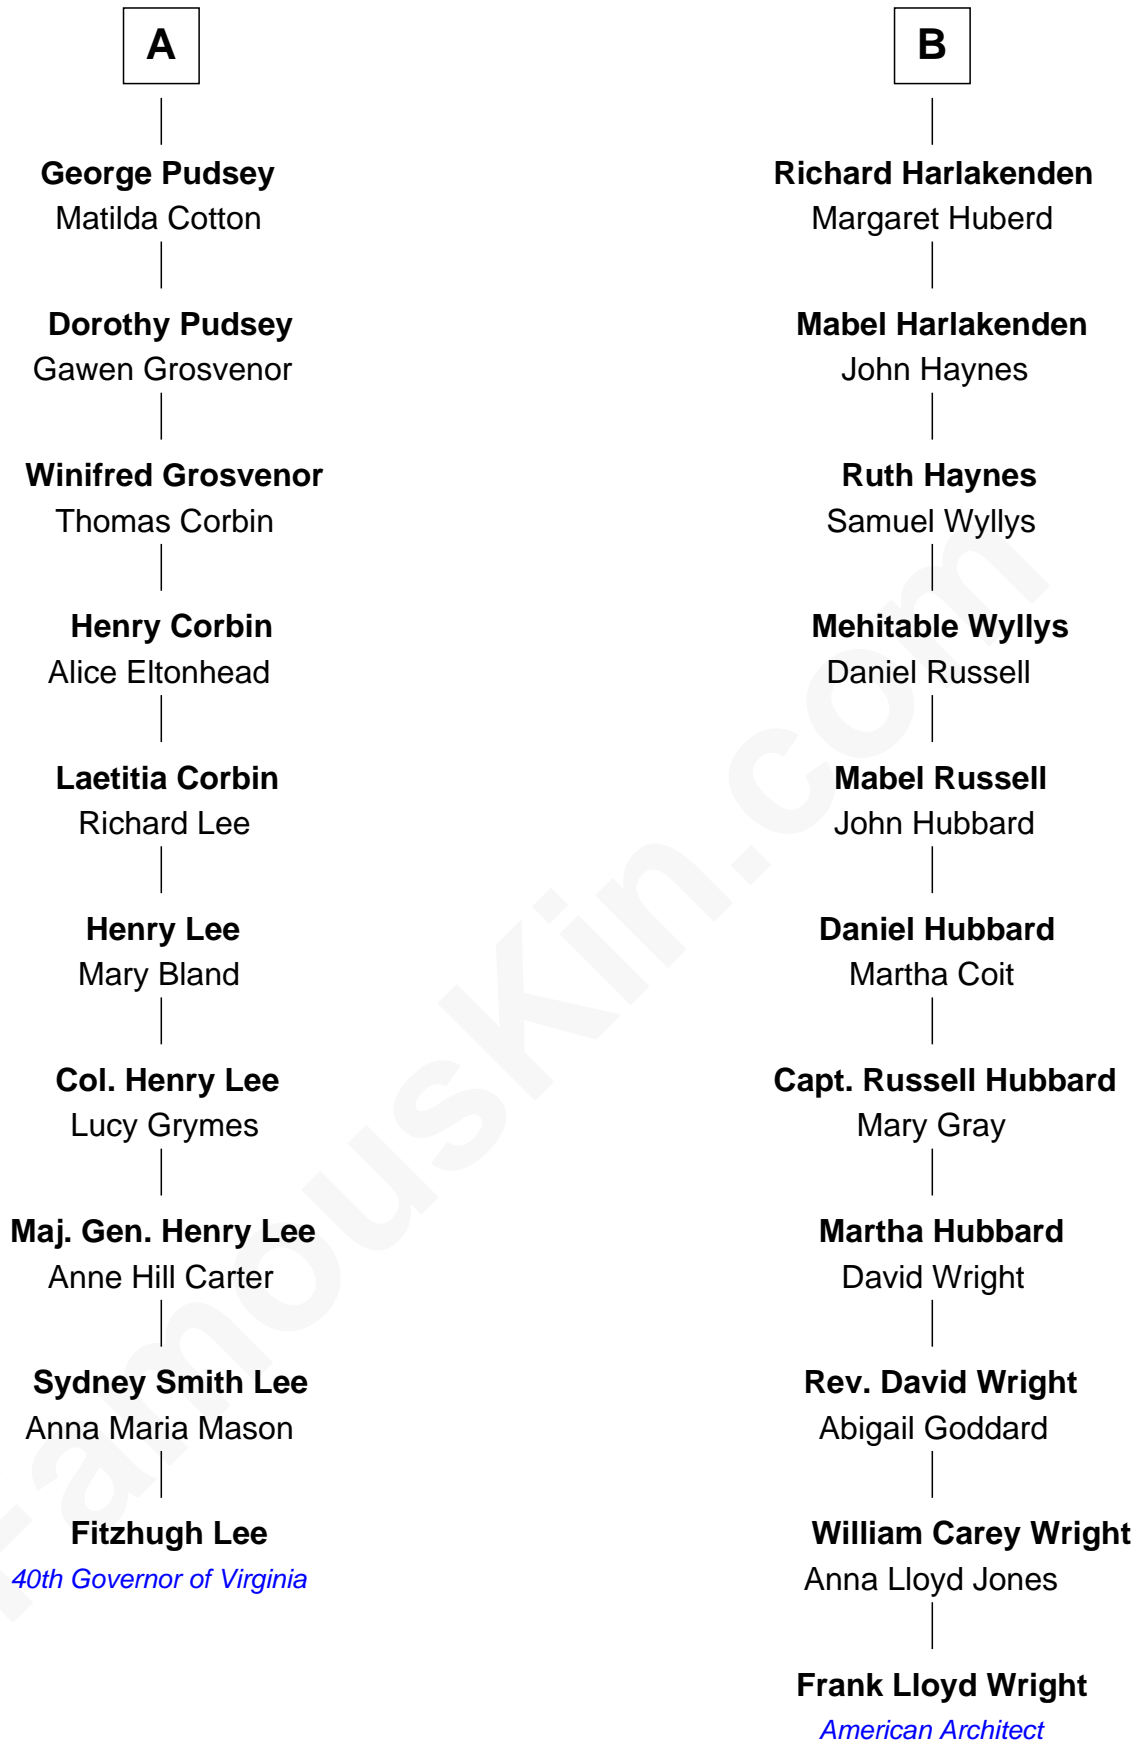 A
George Pudsey
Matilda Cotton
Dorothy Pudsey
Gawen Grosvenor
Winifred Grosvenor
Thomas Corbin
Henry Corbin
Alice Eltonhead
Laetitia Corbin
Richard Lee
Henry Lee
Mary Bland
Col. Henry Lee
Lucy Grymes
Maj. Gen. Henry Lee
Anne Hill Carter
Sydney Smith Lee
Anna Maria Mason
Fitzhugh Lee
40th Governor of Virginia
B
Richard Harlakenden
Margaret Huberd
Mabel Harlakenden
John Haynes
Ruth Haynes
Samuel Wyllys
Mehitable Wyllys
Daniel Russell
Mabel Russell
John Hubbard
Daniel Hubbard
Martha Coit
Capt. Russell Hubbard
Mary Gray
Martha Hubbard
David Wright
Rev. David Wright
Abigail Goddard
William Carey Wright
Anna Lloyd Jones
Frank Lloyd Wright
American Architect
FamousKin.com